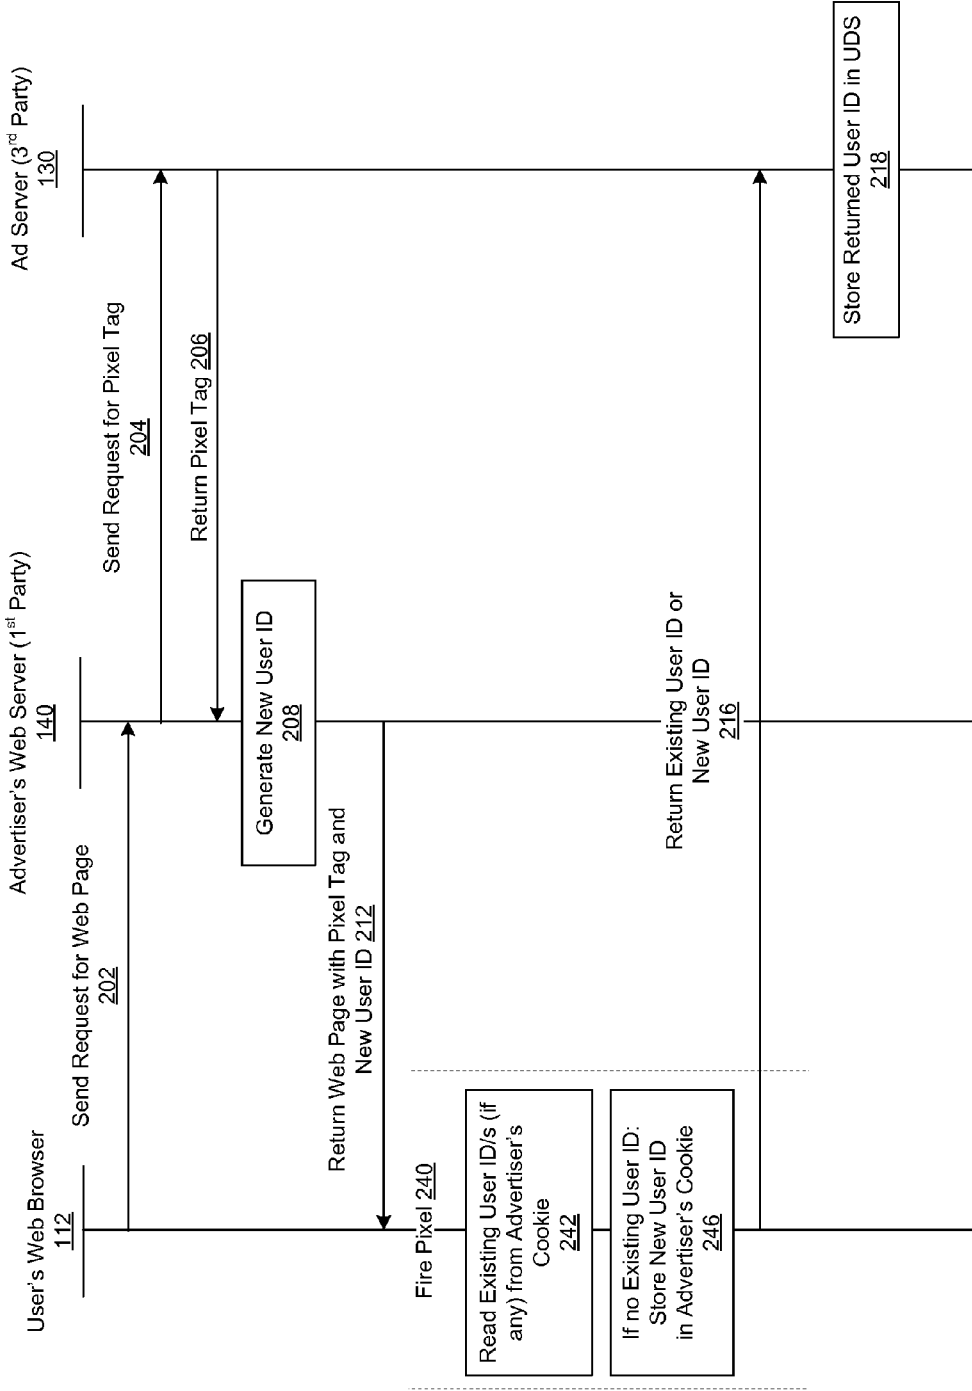 User's Web Browser
112
Advertiser's Web Server (1st Party)
140
Ad Server (3rd Party)
130
Send Request for Web Page
202
Send Request for Pixel Tag
204
Return Pixel Tag 206
Generate New User ID
208
Return Web Page with Pixel Tag and
New User ID 212
Fire Pixel 240
Read Existing User ID/s (if
any) from Advertiser's
Cookie
242
If no Existing User ID:
Store New User ID
in Advertiser's Cookie
246
Return Existing User ID or
New User ID
216
Store Returned User ID in UDS
218